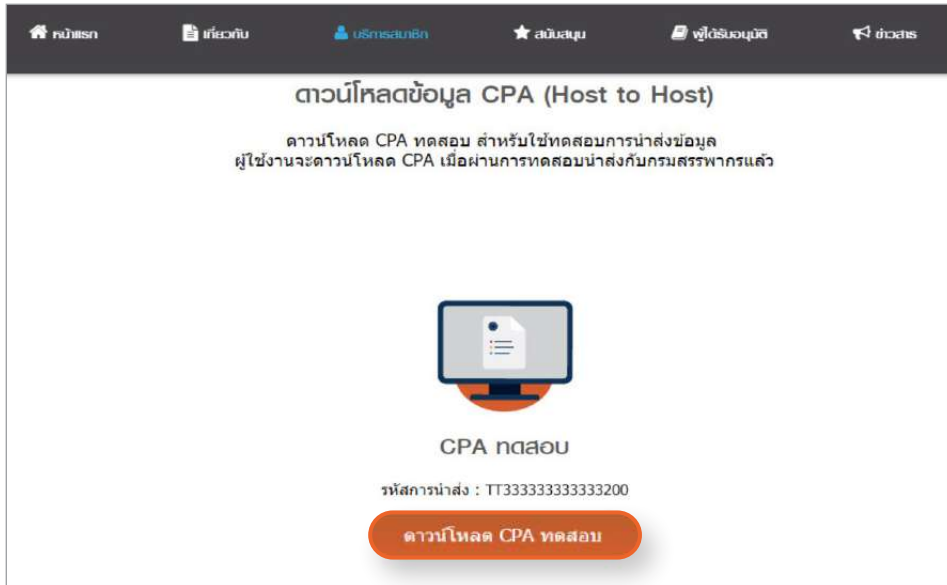 หน้าแรก เกี่ยวกับ บริการสมาชิก สนับสนุน ผู้ได้รับอนุมัติ ข่าวสาร
ดาวน์โหลดข้อมูล CPA (Host to Host)
ดาวน์โหลด CPA ทดสอบ สำหรับใช้ทดสอบการนำส่งข้อมูล
ผู้ใช้งานจะดาวน์โหลด CPA เมื่อผ่านการทดสอบนำส่งกับกรมสรรพากรแล้ว
CPA ทดสอบ
รหัสการนำส่ง : TT333333333333200
ดาวน์โหลด CPA ทดสอบ